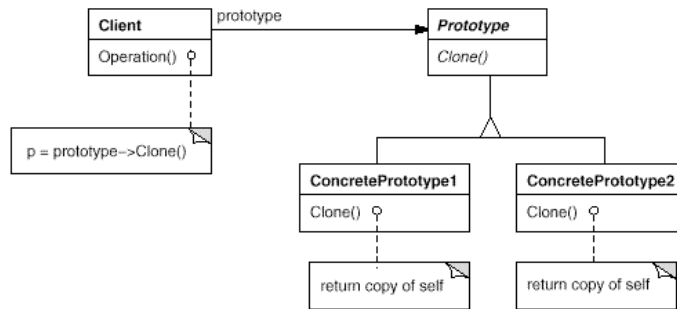 Client
prototype
Prototype
Operation()
Clone()
p = prototype->Clone()
ConcretePrototype1
ConcretePrototype2
Clone()
Clone()
return copy of self
return copy of self